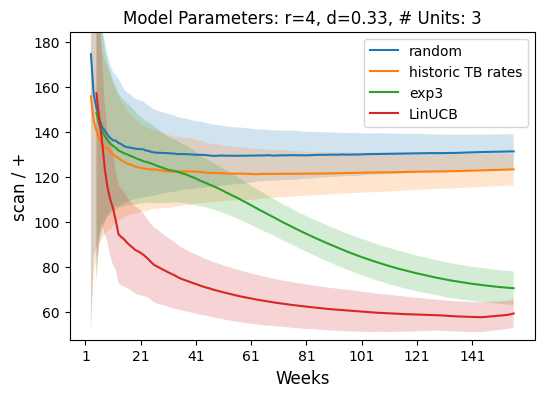 Model Parameters: r=4, d=0.33, # Units: 3
random
historic TB rates
exp3
LinUCB
scan / +
180
160
140
120
100
80
60
1 21 41 61 81 101 121 141
Weeks